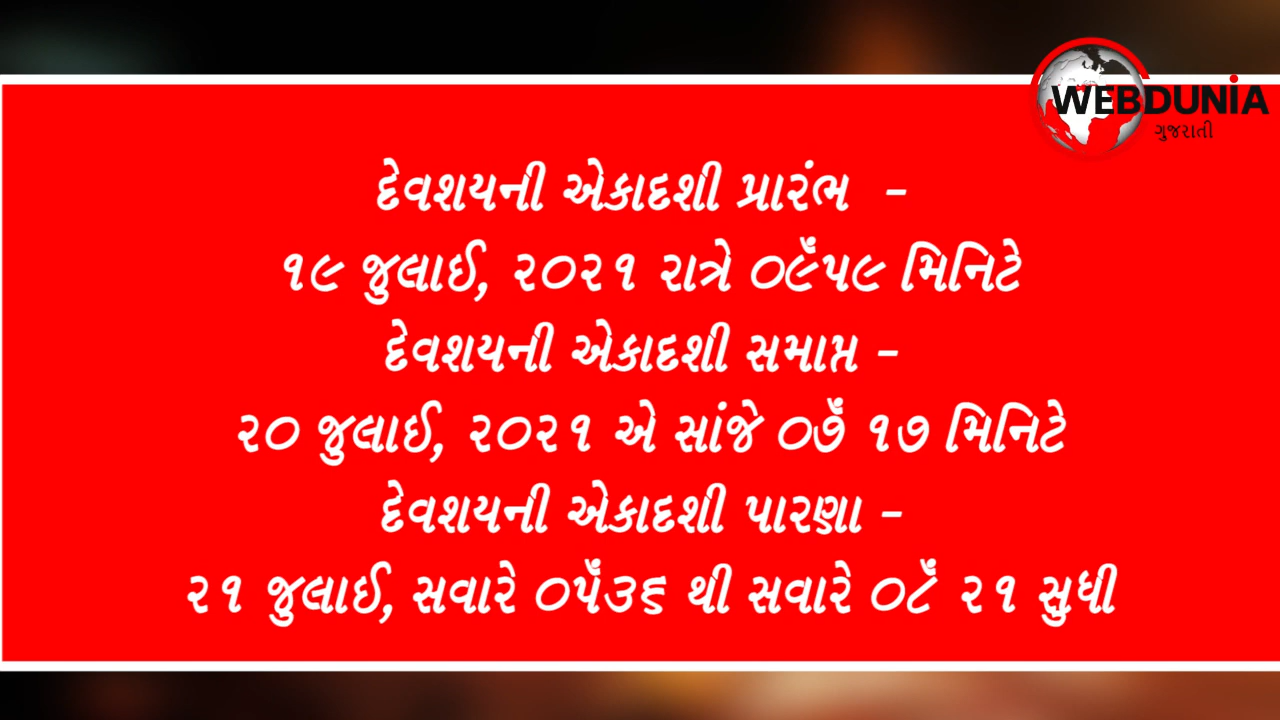 WEBDUNIA
ગુજરાતી
દેવશયની એકાદશી પ્રારંભ -
૧૯ જુલાઈ, ૨૦૨૧ રાત્રે ૦૯ઁ૫૯ મિનિટે
દેવશયની એકાદશી સમાપ્ત -
૨૦ જુલાઈ, ૨૦૨૧ એ સાંજે ૦૭ઁ ૧૭ મિનિટે
દેવશયની એકાદશી પારણા -
૨૧ જુલાઈ, સવારે ૦૫ઁ૩૬ થી સવારે ૦૮ઁ ૨૧ સુધી